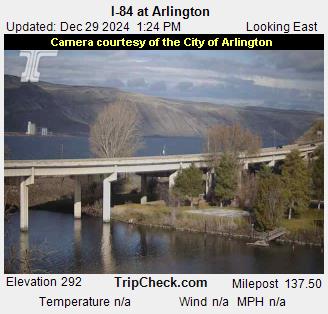 I-84 at Arlington
Updated: Dec 29 2024 1:24 PM Looking East
Camera courtesy of the City of Arlington
Elevation 292 TripCheck.com Milepost 137.50
Temperature n/a Wind n/a MPH n/a